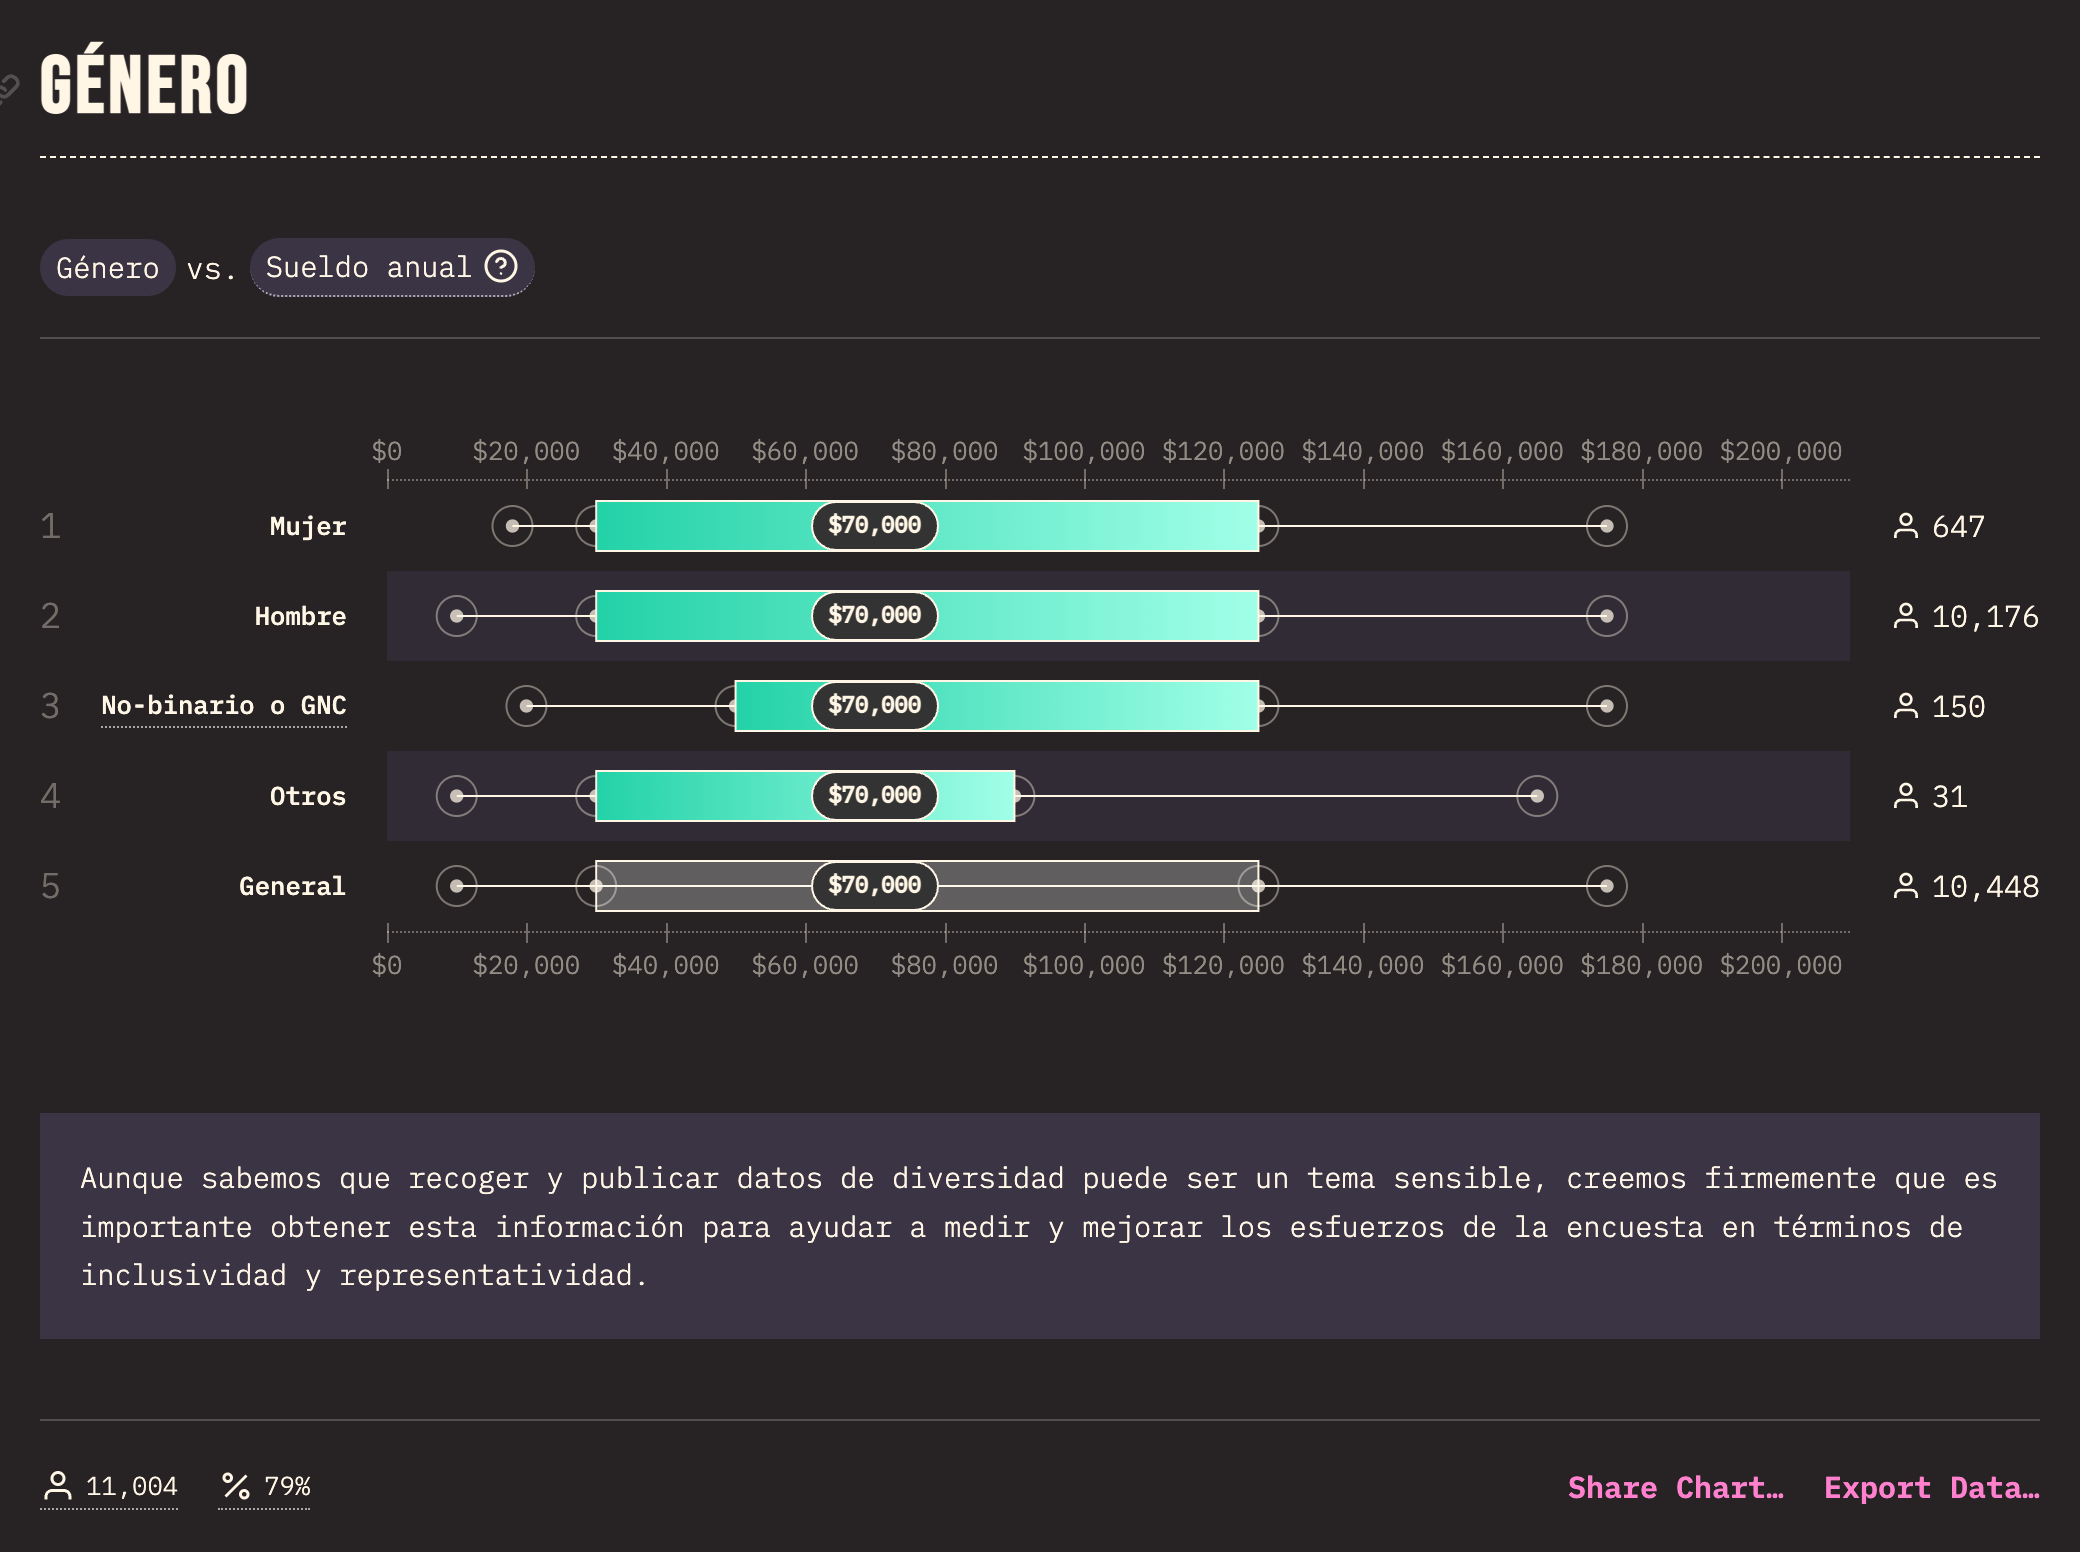 GÉNERO
Género vs. Sueldo anual
$0 $20,000 $40,000 $60,000 $80,000 $100,000 $120,000 $140,000 $160,000 $180,000 $200,000
1 Mujer $70,000 647
2 Hombre $70,000 10,176
3 No-binario o GNC $70,000 150
4 Otros $70,000 31
5 General $70,000 10,448
$0 $20,000 $40,000 $60,000 $80,000 $100,000 $120,000 $140,000 $160,000 $180,000 $200,000
Aunque sabemos que recoger y publicar datos de diversidad puede ser un tema sensible, creemos firmemente que es
importante obtener esta información para ayudar a medir y mejorar los esfuerzos de la encuesta en términos de
inclusividad y representatividad.
11,004 79% Share Chart… Export Data…